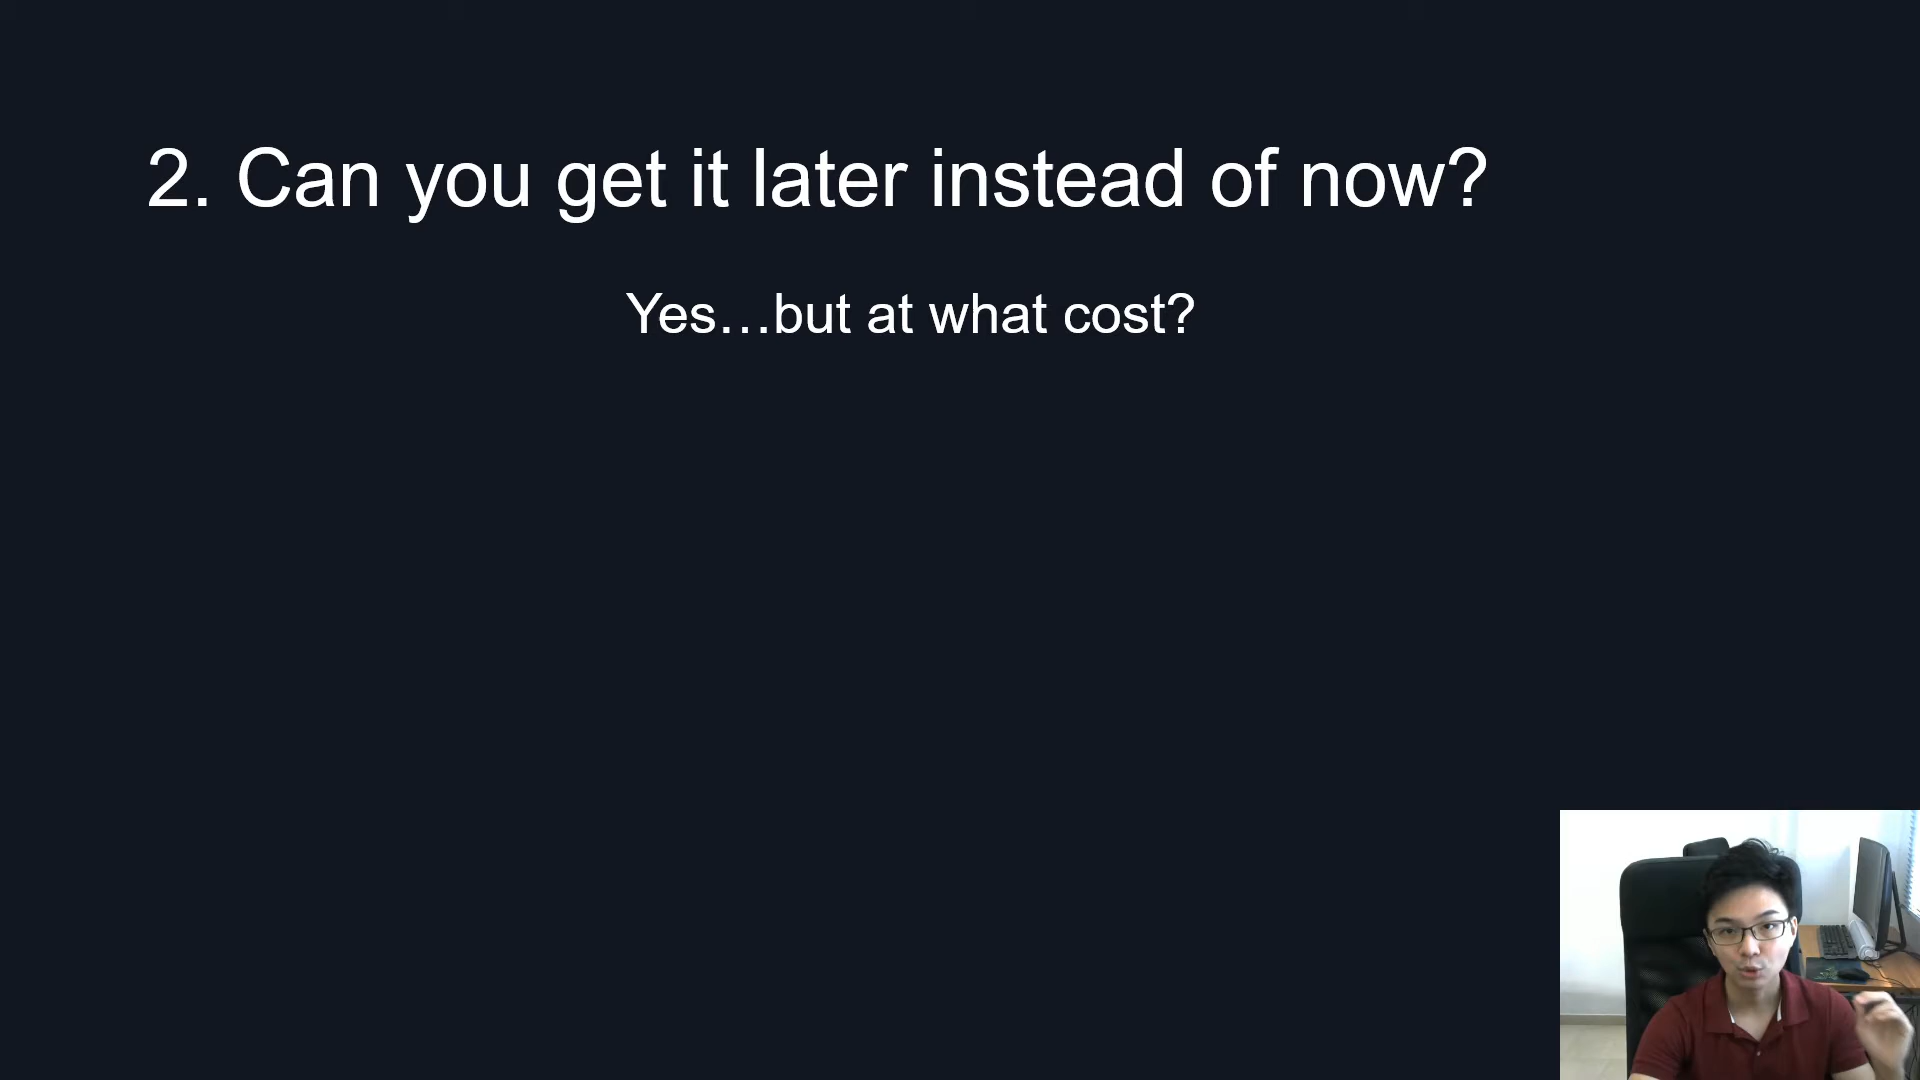 2. Can you get it later instead of now?
Yes…but at what cost?